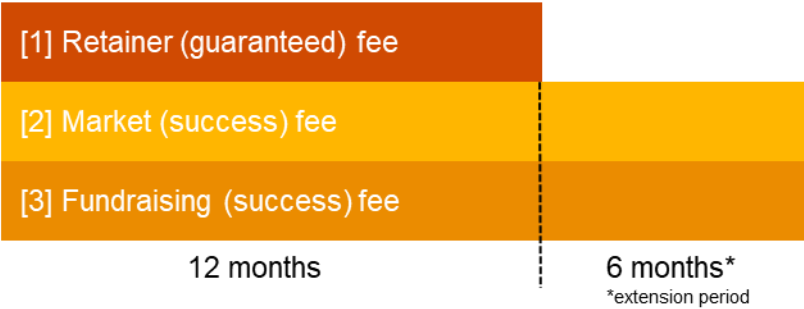 [1] Retainer (guaranteed) fee
[2] Market (success) fee
[3] Fundraising (success) fee
12 months
6 months*
*extension period